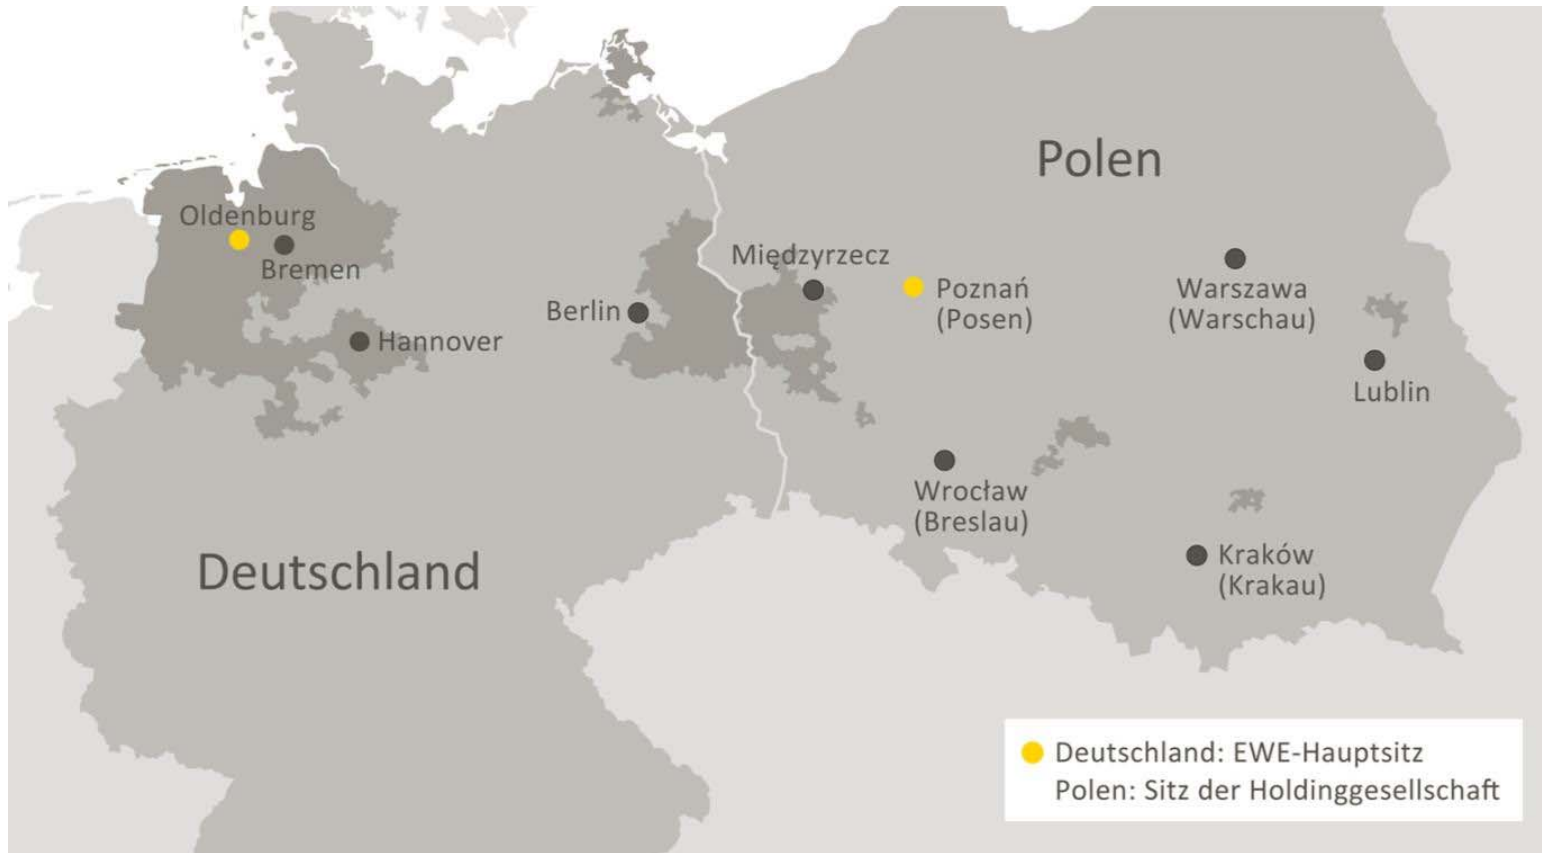 Polen
Oldenburg
Bremen
Międzyrzecz
Berlin
Hannover
Poznań
(Posen)
Warszawa
(Warschau)
Lublin
Wrocław
(Breslau)
Kraków
(Krakau)
Deutschland
Deutschland: EWE-Hauptsitz
Polen: Sitz der Holdinggesellschaft